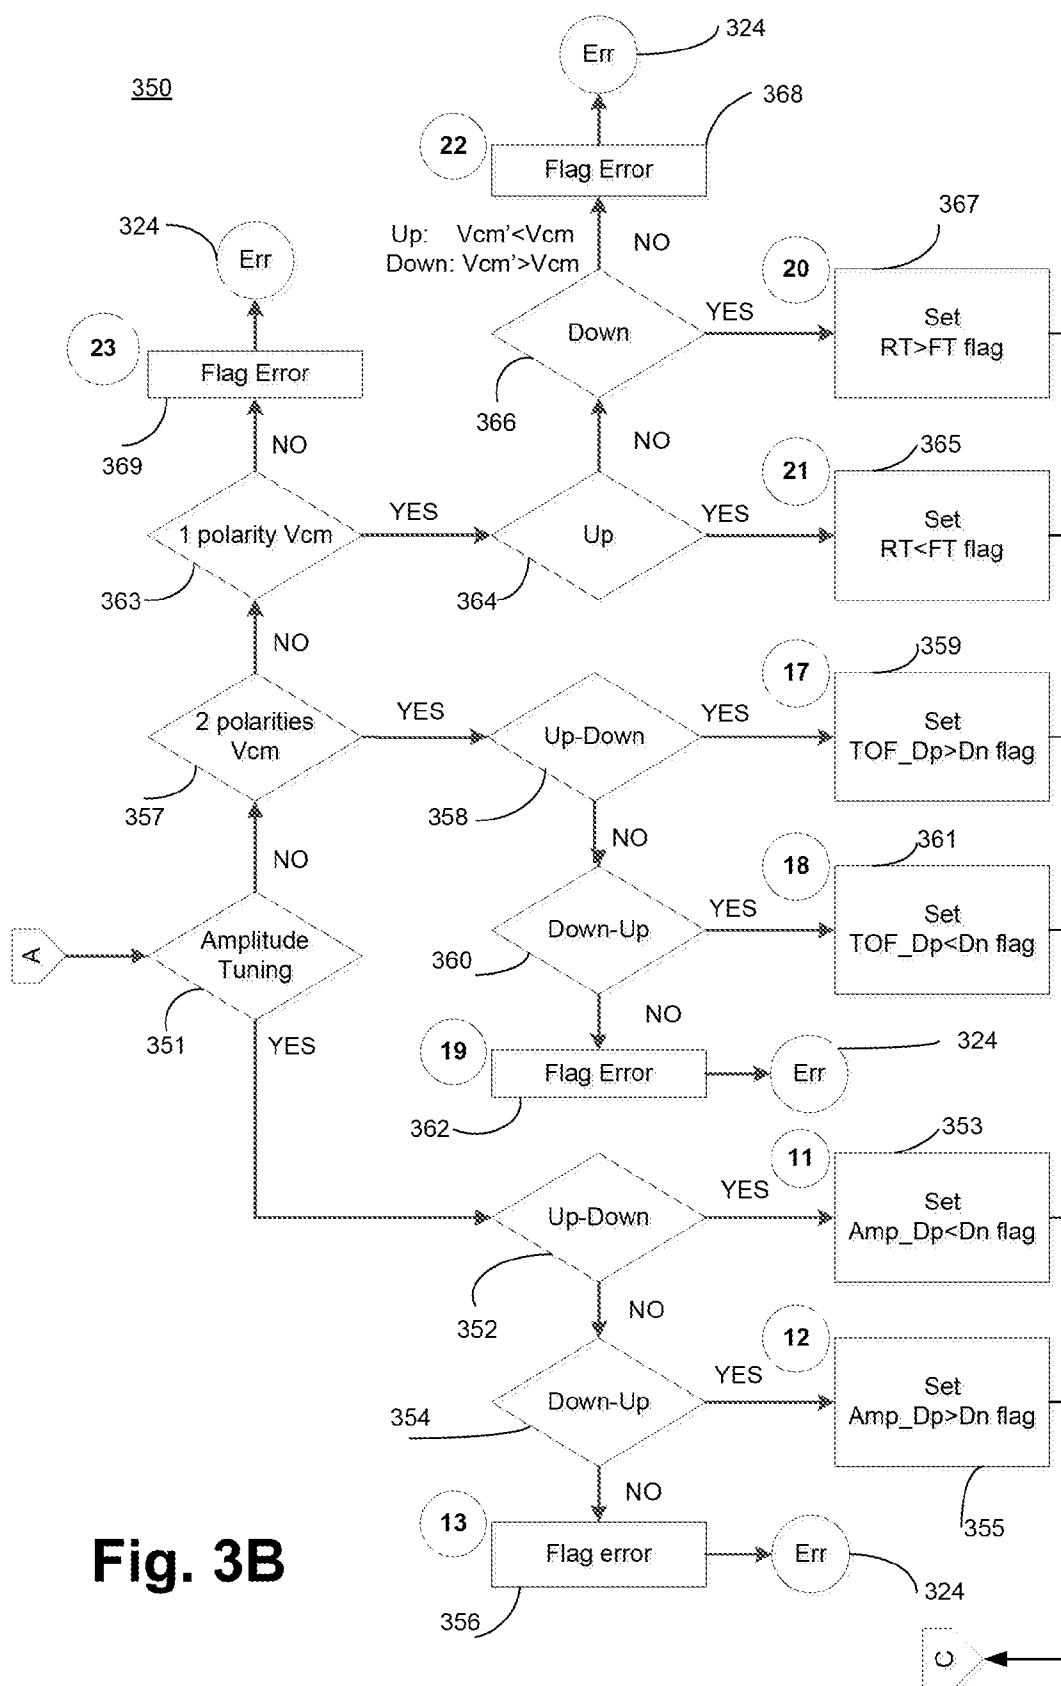 324
Err
350
368
22
Flag Error
367
324
Up: Vcm'<Vcm
Down: Vcm'>Vcm
NO
20
Err
YES
Set
RT>FT flag
Down
23
Flag Error
366
365
369
NO
NO
21
YES
YES
Set
RT<FT flag
1 polarity Vcm
Up
363
364
NO
359
17
2 polarities
Vcm
YES
Up-Down
YES
Set
TOF_Dp>Dn flag
357
358
NO
361
NO
18
Amplitude
Tuning
Down-Up
YES
Set
TOF_Dp<Dn flag
A
360
351
YES
NO
19
324
Flag Error
Err
362
353
11
Up-Down
YES
Set
Amp_Dp<Dn flag
352
NO
12
YES
Down-Up
Set
Amp_Dp>Dn flag
354
NO
13
355
Flag error
Err
Fig. 3B
324
356
C